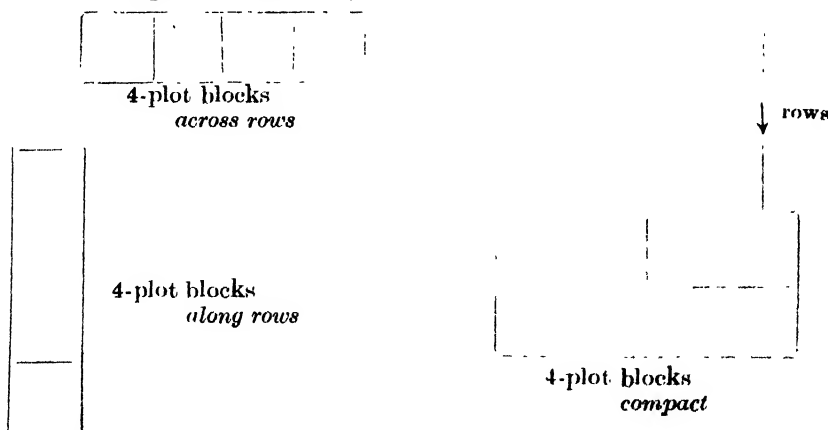 4-plot blocks
across rows
rows
4-plot blocks
along rows
4-plot blocks
compact